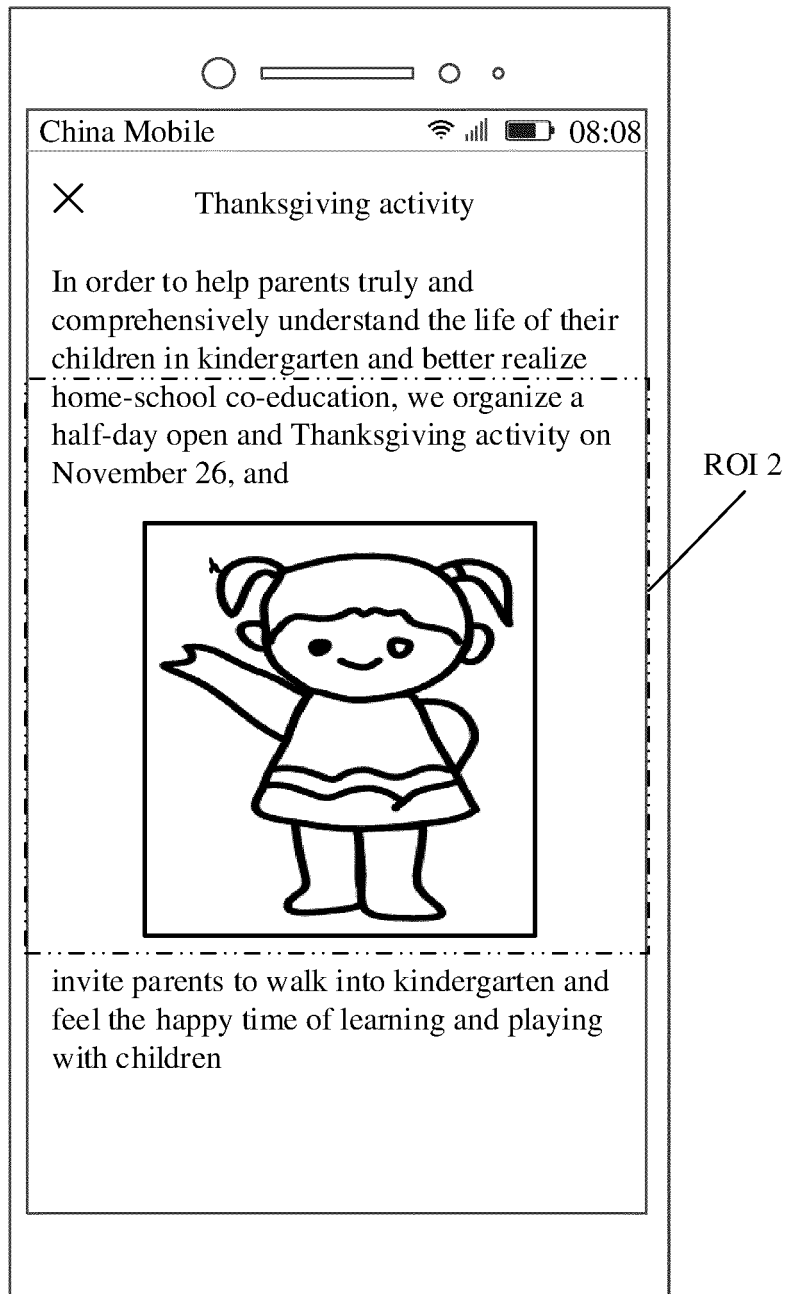 China Mobile 08:08
Thanksgiving activity
In order to help parents truly and
comprehensively understand the life of their
children in kindergarten and better realize
home-school co-education, we organize a
half-day open and Thanksgiving activity on
November 26, and
ROI 2
invite parents to walk into kindergarten and
feel the happy time of learning and playing
with children